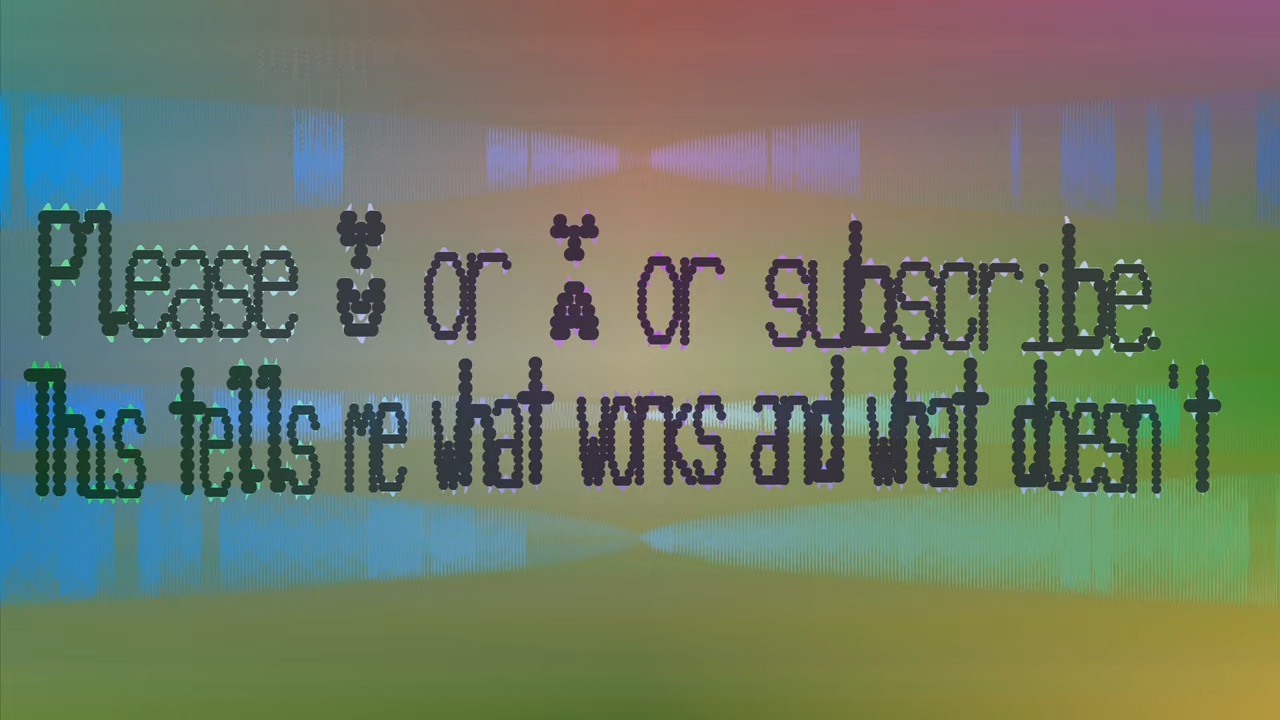 Please or or subscribe.
This tells me what works and what doesn't